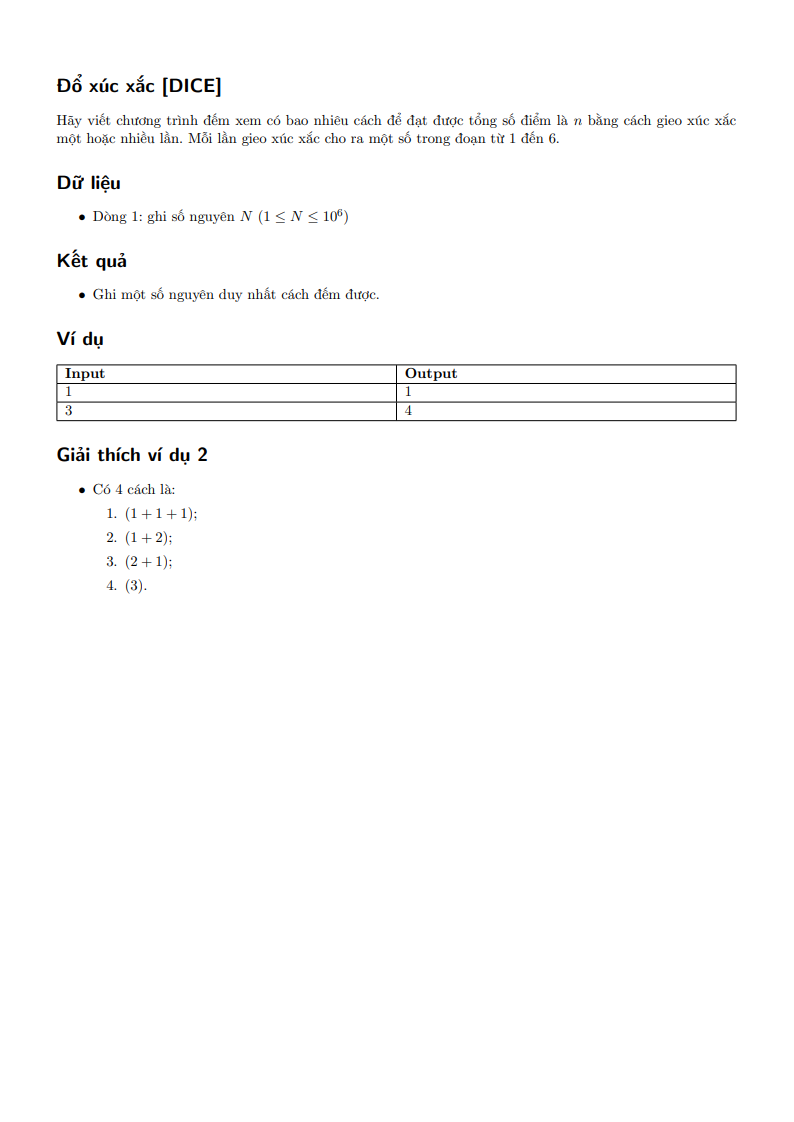 Đổ xúc xắc [DICE]
Hãy viết chương trình đếm xem có bao nhiêu cách để đạt được tổng số điểm là n bằng cách gieo xúc xắc
một hoặc nhiều lần. Mỗi lần gieo xúc xắc cho ra một số trong đoạn từ 1 đến 6.
Dữ liệu
• Dòng 1: ghi số nguyên N (1 ≤ N ≤ 10⁶)
Kết quả
• Ghi một số nguyên duy nhất cách đếm được.
Ví dụ
Input Output
1 1
3 4
Giải thích ví dụ 2
• Có 4 cách là:
1. (1 + 1 + 1);
2. (1 + 2);
3. (2 + 1);
4. (3).